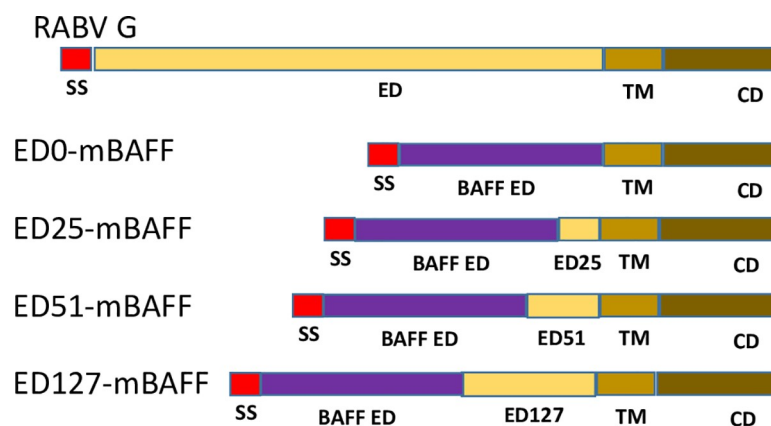 RABV G
SS ED TM CD
ED0-mBAFF
SS BAFF ED TM CD
ED25-mBAFF
SS BAFF ED ED25 TM CD
ED51-mBAFF
SS BAFF ED ED51 TM CD
ED127-mBAFF
SS BAFF ED ED127 TM CD